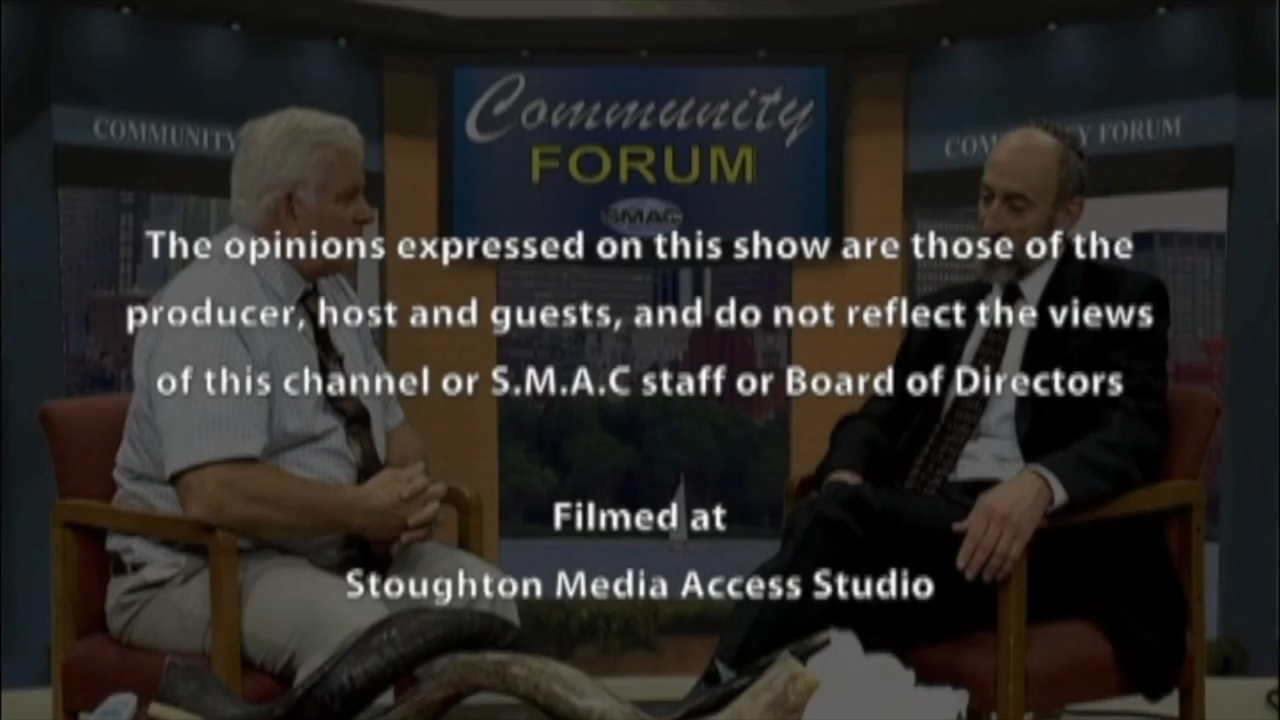 Community
FORUM
SMAC
COMMUNITY
COMMUNITY FORUM
The opinions expressed on this show are those of the
producer, host and guests, and do not reflect the views
of this channel or S.M.A.C staff or Board of Directors
Filmed at
Stoughton Media Access Studio